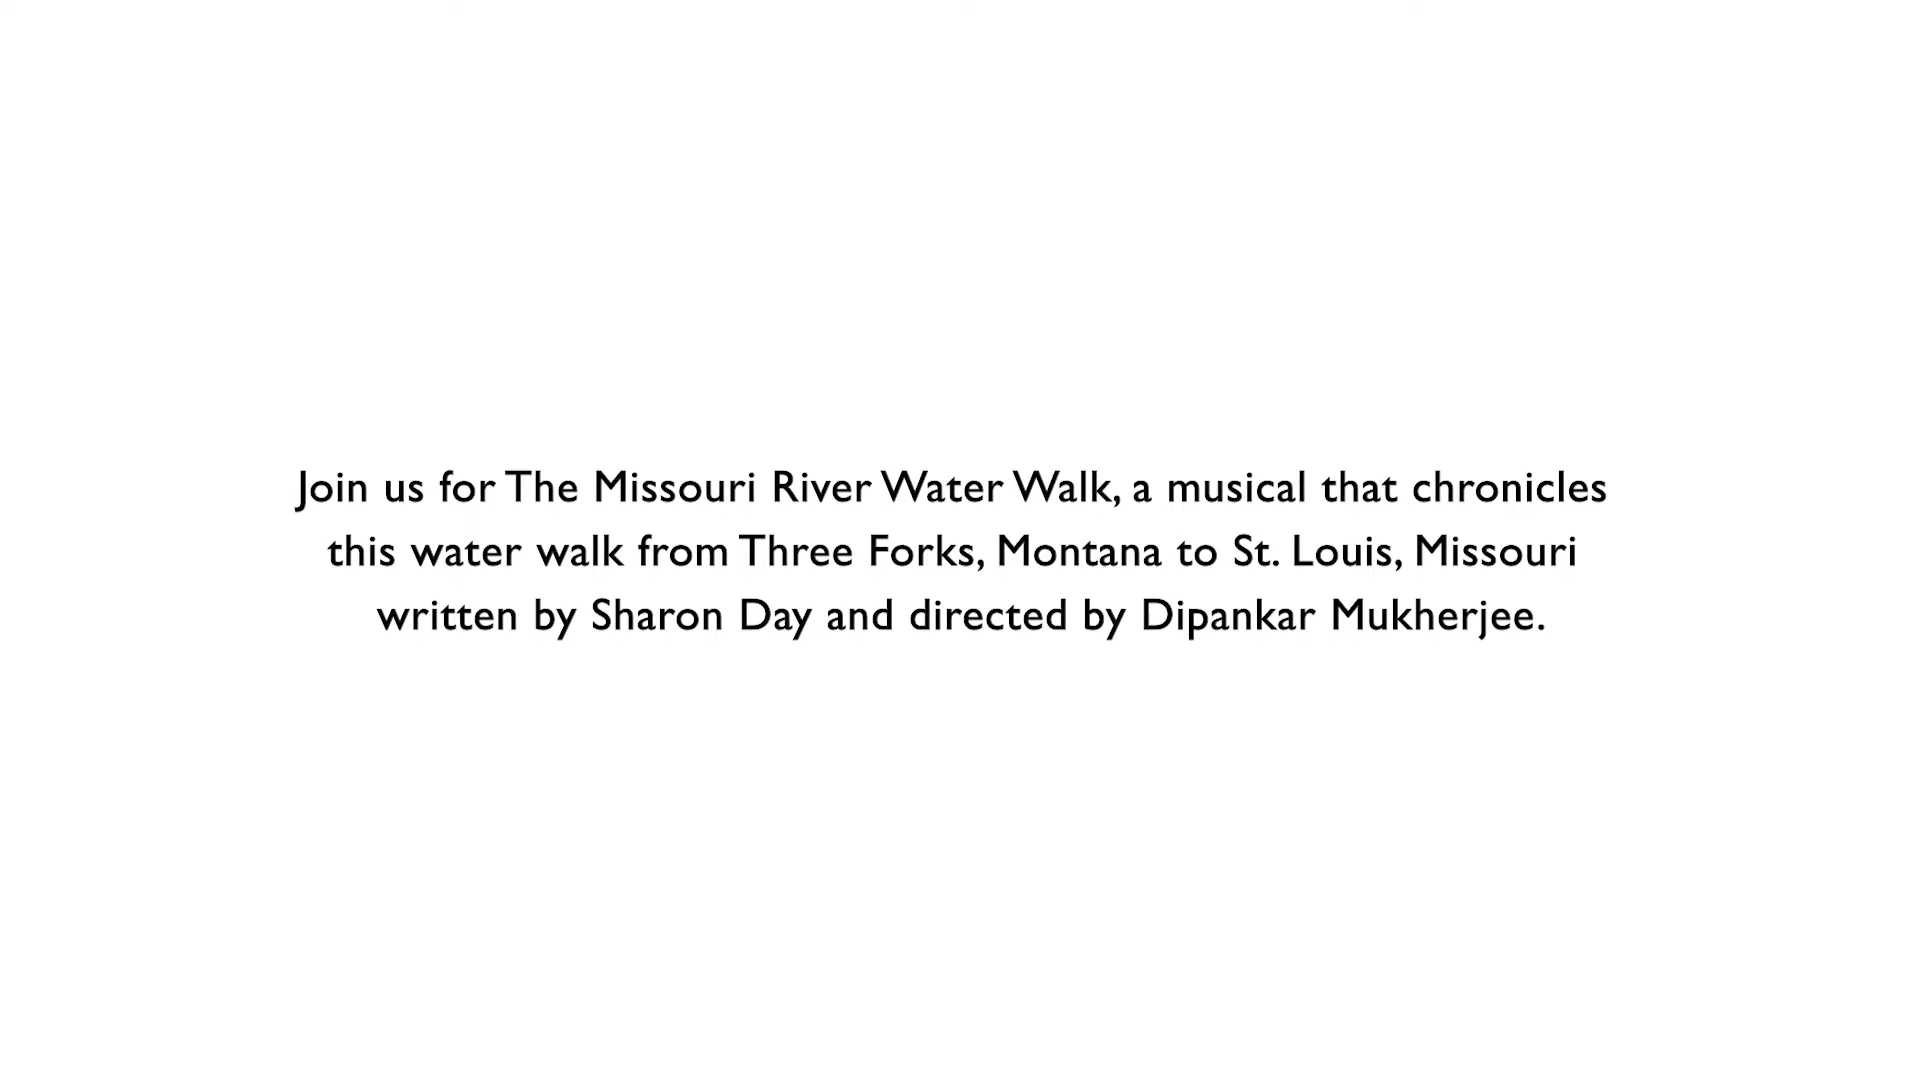 Join us for The Missouri River Water Walk, a musical that chronicles
this water walk from Three Forks, Montana to St. Louis, Missouri
written by Sharon Day and directed by Dipankar Mukherjee.